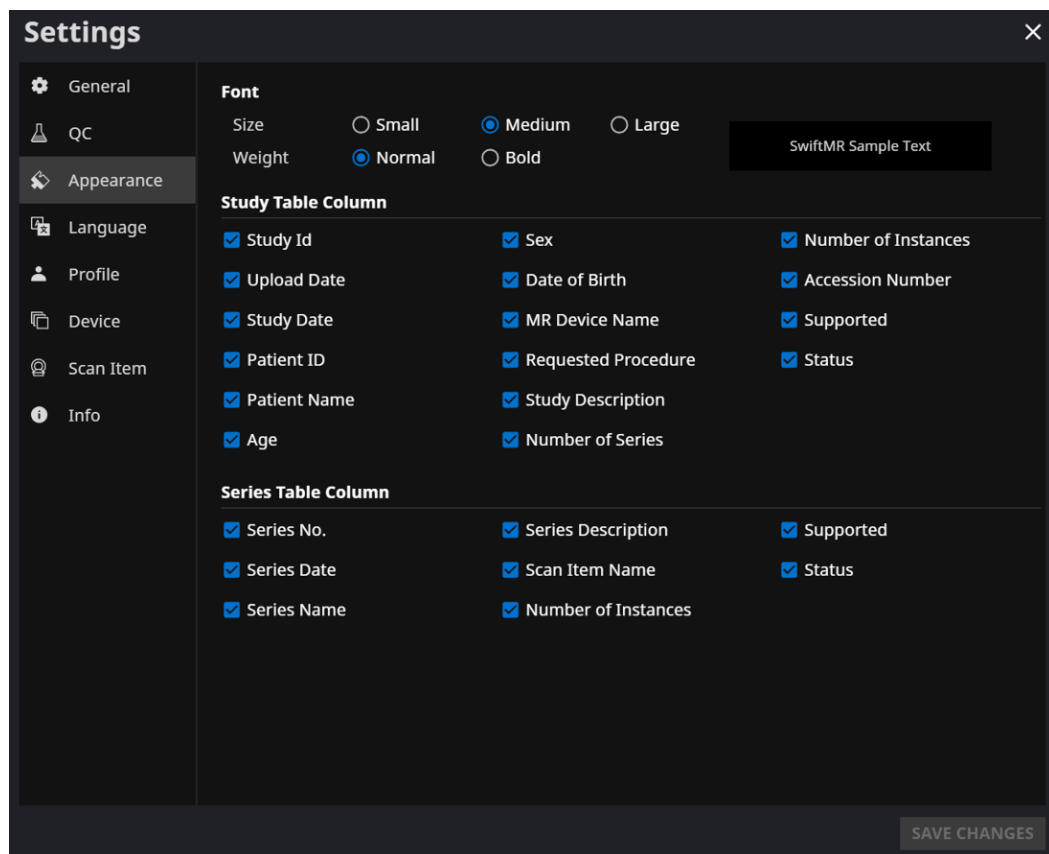 Settings
General
QC
Appearance
Language
Profile
Device
Scan Item
Info
Font
Size Small Medium Large
Weight Normal Bold
SwiftMR Sample Text
Study Table Column
Study Id Sex Number of Instances
Upload Date Date of Birth Accession Number
Study Date MR Device Name Supported
Patient ID Requested Procedure Status
Patient Name Study Description
Age Number of Series
Series Table Column
Series No. Series Description Supported
Series Date Scan Item Name Status
Series Name Number of Instances
SAVE CHANGES